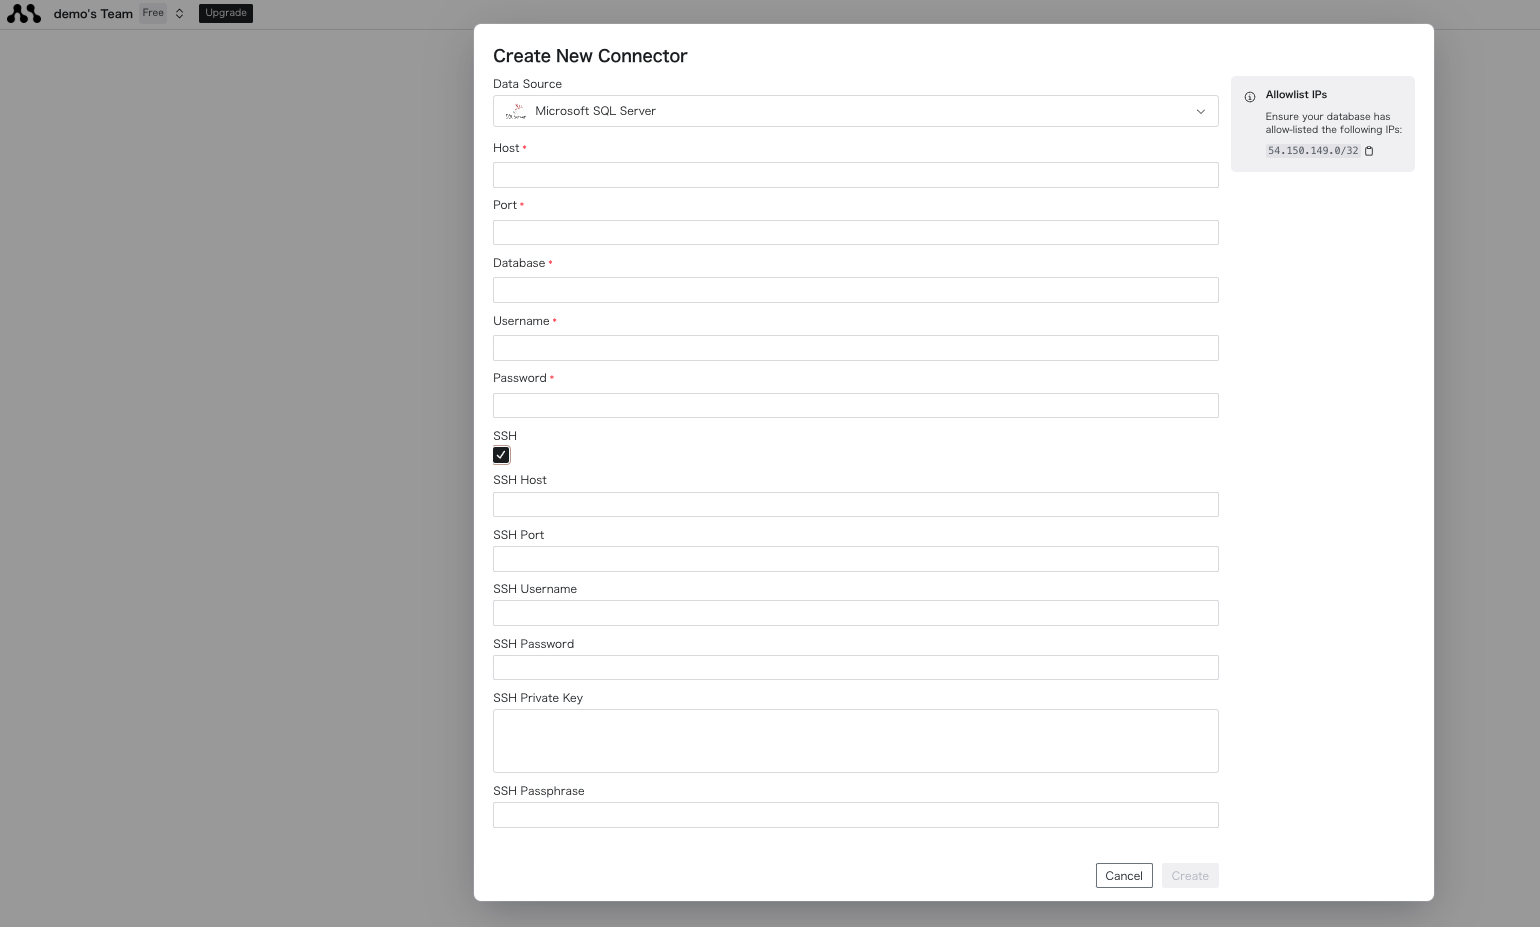 demo's Team Free Upgrade
Create New Connector
Data Source
Microsoft SQL Server
Host *
Port *
Database *
Username *
Password *
SSH
SSH Host
SSH Port
SSH Username
SSH Password
SSH Private Key
SSH Passphrase
Cancel Create
Allowlist IPs
Ensure your database has
allow-listed the following IPs:
54.150.149.0/32